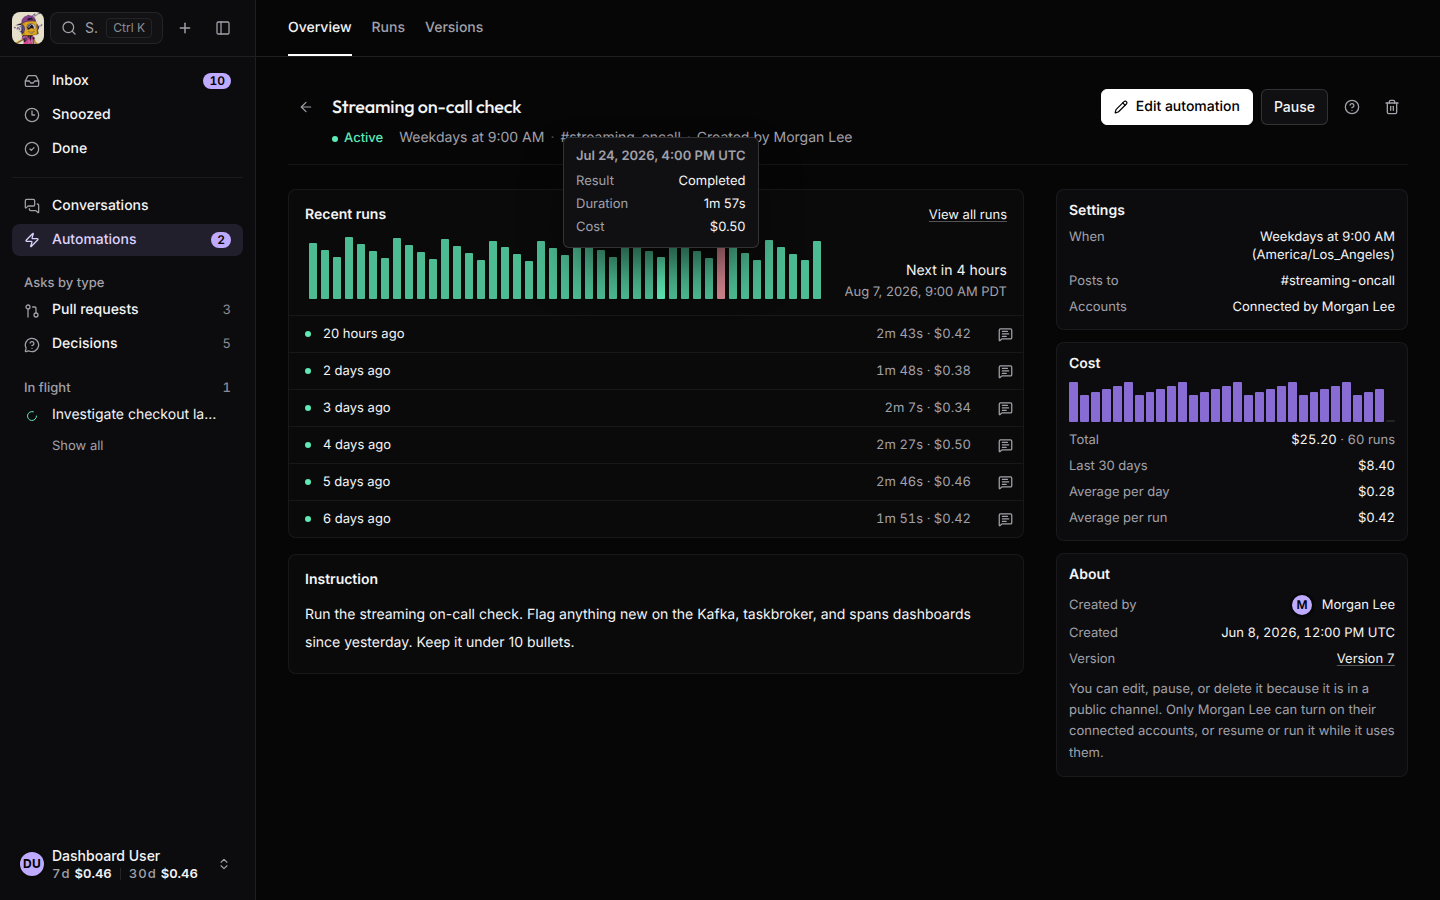 S. Ctrl K
Overview Runs Versions
Inbox 10
Snoozed
Done
Conversations
Automations 2
Asks by type
Pull requests 3
Decisions 5
In flight 1
Investigate checkout la...
Show all
Dashboard User
7d $0.46 30d $0.46
DU
Streaming on-call check
Edit automation
Pause
Active Weekdays at 9:00 AM · #streaming-oncall · Created by Morgan Lee
Jul 24, 2026, 4:00 PM UTC
Result Completed
Duration 1m 57s
Cost $0.50
Recent runs
View all runs
Next in 4 hours
Aug 7, 2026, 9:00 AM PDT
20 hours ago 2m 43s · $0.42
2 days ago 1m 48s · $0.38
3 days ago 2m 7s · $0.34
4 days ago 2m 27s · $0.50
5 days ago 2m 46s · $0.46
6 days ago 1m 51s · $0.42
Instruction
Run the streaming on-call check. Flag anything new on the Kafka, taskbroker, and spans dashboards
since yesterday. Keep it under 10 bullets.
Settings
When Weekdays at 9:00 AM
(America/Los_Angeles)
Posts to #streaming-oncall
Accounts Connected by Morgan Lee
Cost
Total $25.20 · 60 runs
Last 30 days $8.40
Average per day $0.28
Average per run $0.42
About
Created by M Morgan Lee
Created Jun 8, 2026, 12:00 PM UTC
Version Version 7
You can edit, pause, or delete it because it is in a
public channel. Only Morgan Lee can turn on their
connected accounts, or resume or run it while it uses
them.